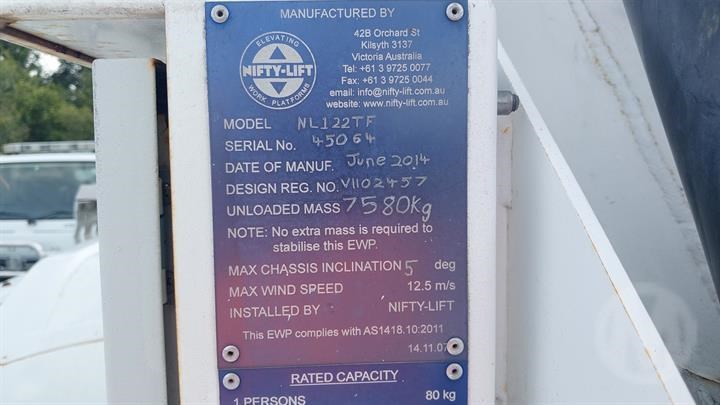 MANUFACTURED BY
42B Orchard St
Kilsyth 3137
Victoria Australia
Tel: +61 3 9725 0077
Fax: +61 3 9725 0044
email: info@nifty-lift.com.au
website: www.nifty-lift.com.au
ELEVATING
NIFTY-LIFT
WORK PLATFORMS
MODEL NL122TF
SERIAL No. 45064
DATE OF MANUF. June 2014
DESIGN REG. NO. V1102457
UNLOADED MASS 7580Kg
NOTE: No extra mass is required to
stabilise this EWP.
MAX CHASSIS INCLINATION 5 deg
MAX WIND SPEED 12.5 m/s
INSTALLED BY NIFTY-LIFT
This EWP complies with AS1418.10:2011
14.11.07
RATED CAPACITY
1 PERSONS 80 kg